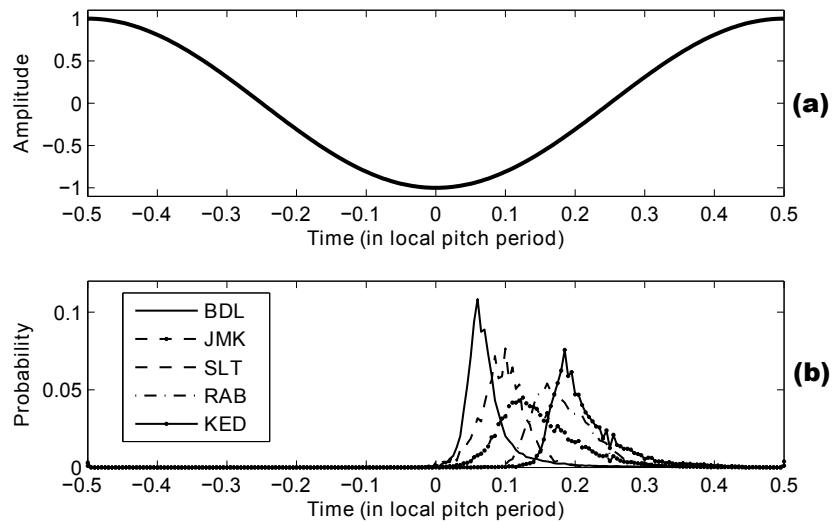 1
0.5
0
−0.5
−1
Amplitude
(a)
−0.5 −0.4 −0.3 −0.2 −0.1 0 0.1 0.2 0.3 0.4 0.5
Time (in local pitch period)
0.1
0.05
0
Probability
BDL
JMK
SLT
RAB
KED
(b)
−0.5 −0.4 −0.3 −0.2 −0.1 0 0.1 0.2 0.3 0.4 0.5
Time (in local pitch period)